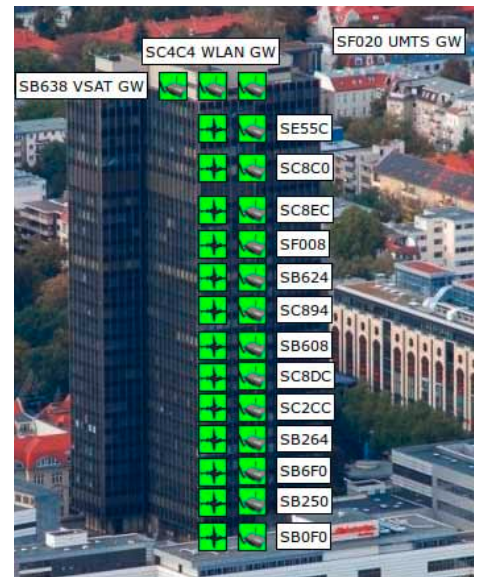 SC4C4 WLAN GW
SF020 UMTS GW
SB638 VSAT GW
SE55C
SC8C0
SC8EC
SF008
SB624
SC894
SB608
SC8DC
SC2CC
SB264
SB6F0
SB250
SB0F0